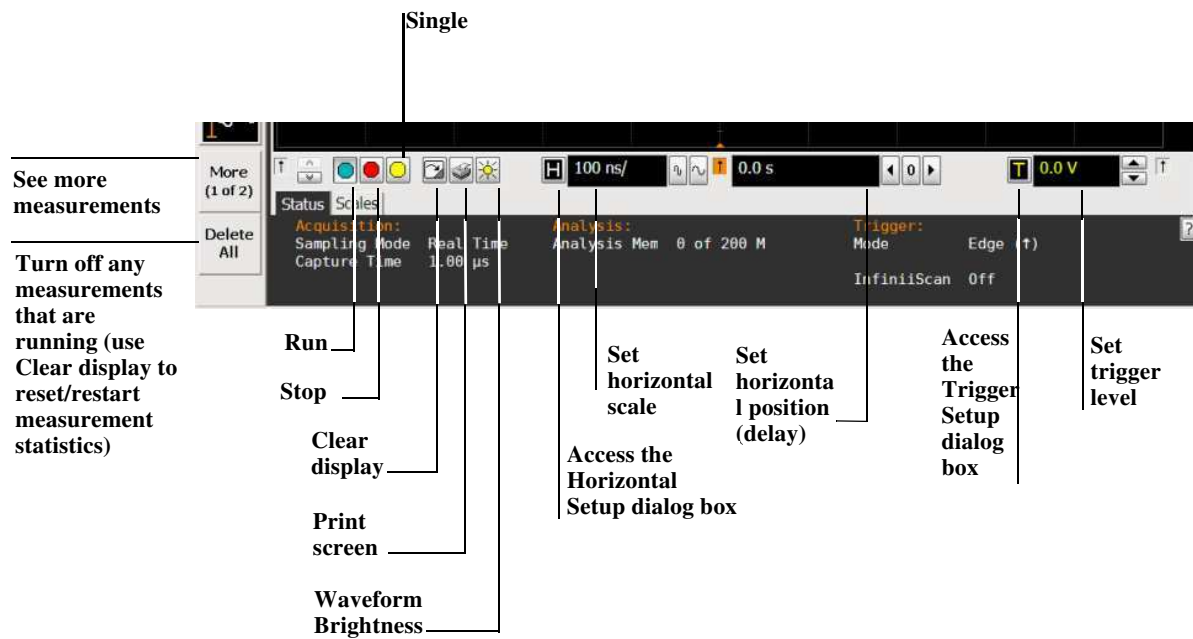 Single
See more
measurements
Turn off any
measurements
that are
running (use
Clear display to
reset/restart
measurement
statistics)
More
(1 of 2)
Delete
All
H
100 ns/
0.0 s
0
T
0.0 V
Status
Scales
?
Acquisition:
Sampling Mode Real Time
Capture Time 1.00 µs
Analysis:
Analysis Mem 0 of 200 M
Trigger:
Mode Edge (↑)
InfiniiScan Off
Run
Stop
Clear
display
Print
screen
Waveform
Brightness
Set
horizontal
scale
Access the
Horizontal
Setup dialog box
Set
horizonta
l position
(delay)
Access
the
Trigger
Setup
dialog
box
Set
trigger
level